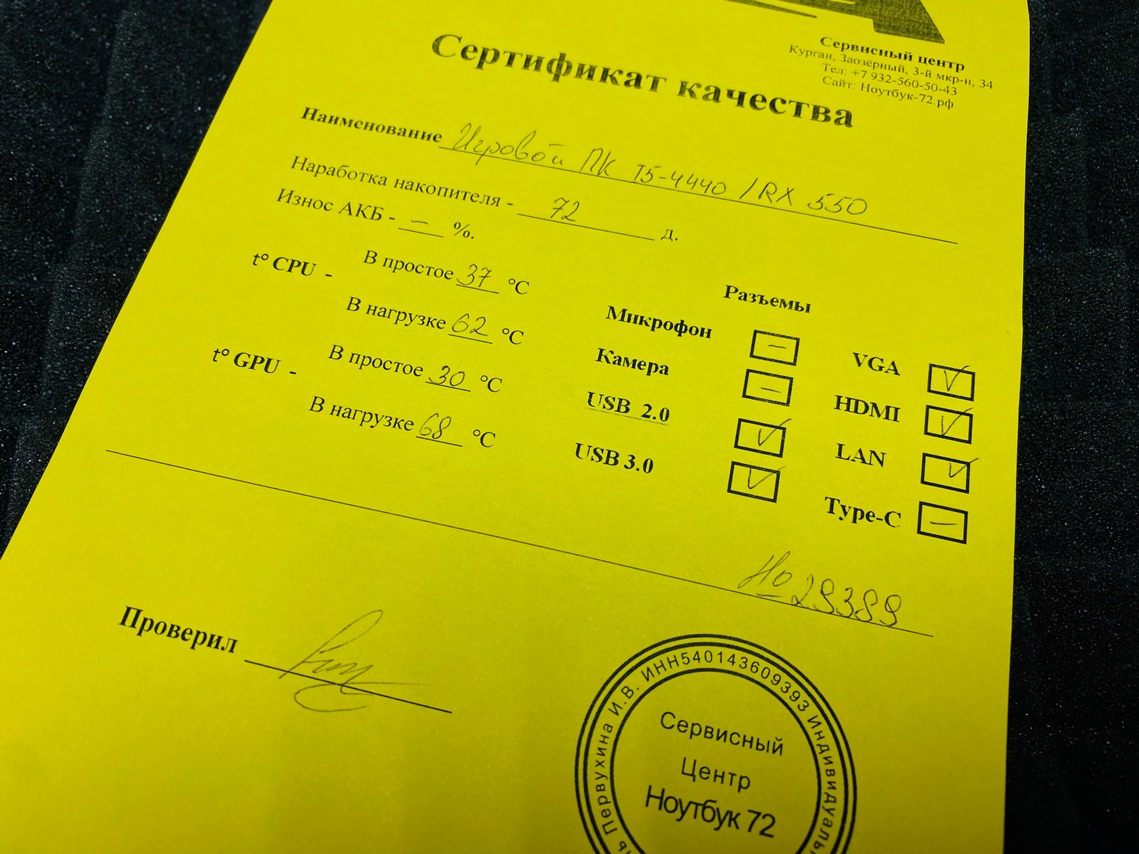 Сервисный центр
Курган, Заозёрный, 3-й мкр-н, 34
Тел: +7 932-560-50-43
Сайт: Ноутбук-72.рф
Сертификат качества
Наименование Игровой ПК I5-4440 / RX 550
Наработка накопителя - 72 д.
Износ АКБ - — %.
t° CPU - В простое 37 °C
В нагрузке 62 °C
t° GPU - В простое 30 °C
В нагрузке 68 °C
Разъемы
Микрофон —
Камера —
USB 2.0 V
USB 3.0 V
VGA V
HDMI V
LAN V
Type-C —
Но 29389
Проверил
Первухина И.В. ИНН540143609393 Индивидуаль
Сервисный
Центр
Ноутбук 72